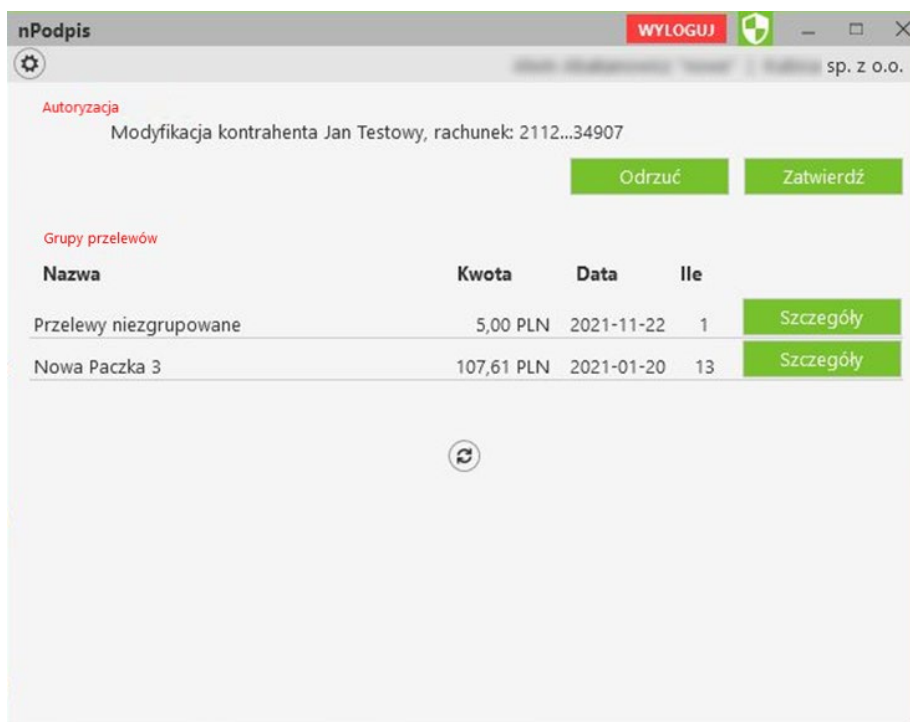 nPodpis WYLOGUJ
sp. z o.o.
Autoryzacja
Modyfikacja kontrahenta Jan Testowy, rachunek: 2112...34907
Odrzuć Zatwierdź
Grupy przelewów
Nazwa Kwota Data Ile
Przelewy niezgrupowane 5,00 PLN 2021-11-22 1 Szczegóły
Nowa Paczka 3 107,61 PLN 2021-01-20 13 Szczegóły